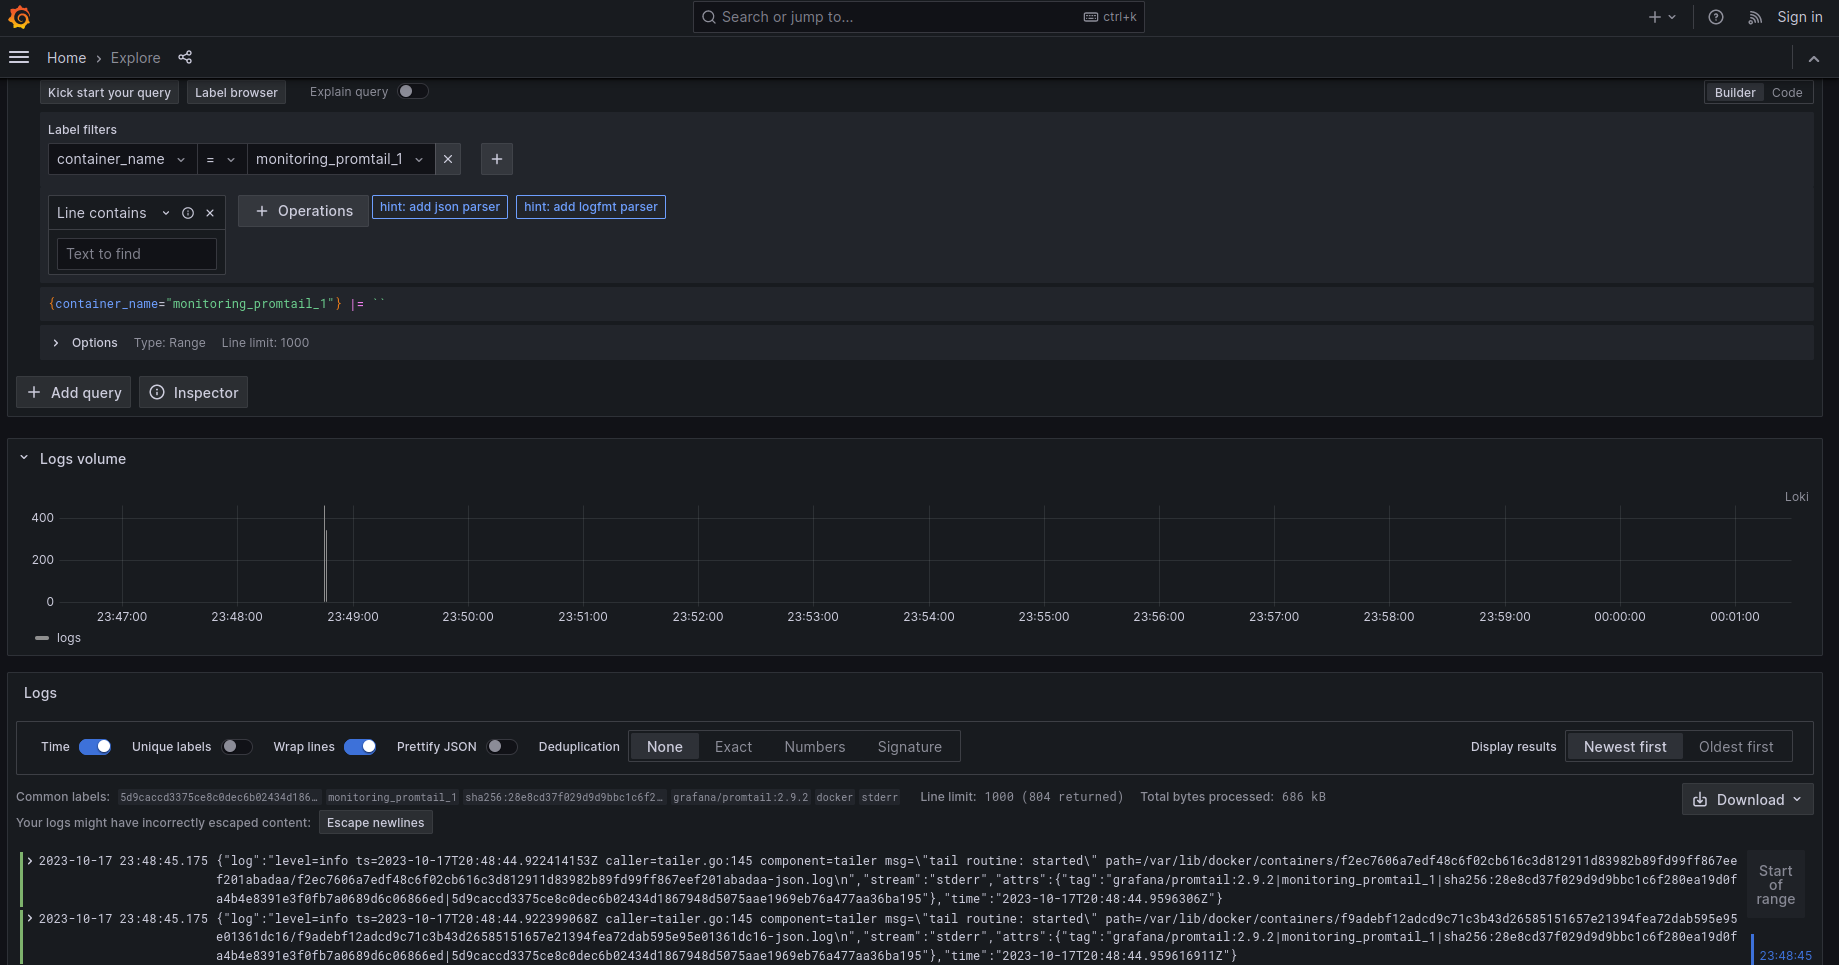 Search or jump to... ctrl+k Sign in
Home › Explore
Kick start your query Label browser Explain query Builder Code
Label filters
container_name = monitoring_promtail_1
Line contains Operations hint: add json parser hint: add logfmt parser
Text to find
{container_name="monitoring_promtail_1"} |= ``
Options Type: Range Line limit: 1000
Add query Inspector
Logs volume
Loki
400
200
0
23:47:00 23:48:00 23:49:00 23:50:00 23:51:00 23:52:00 23:53:00 23:54:00 23:55:00 23:56:00 23:57:00 23:58:00 23:59:00 00:00:00 00:01:00
logs
Logs
Time Unique labels Wrap lines Prettify JSON Deduplication None Exact Numbers Signature Display results Newest first Oldest first
Common labels: 5d9caccd3375ce8c0dec6b02434d186… monitoring_promtail_1 sha256:28e8cd37f029d9d9bbc1c6f2… grafana/promtail:2.9.2 docker stderr Line limit: 1000 (804 returned) Total bytes processed: 686 kB
Download
Your logs might have incorrectly escaped content: Escape newlines
2023-10-17 23:48:45.175 {"log":"level=info ts=2023-10-17T20:48:44.922414153Z caller=tailer.go:145 component=tailer msg=\"tail routine: started\" path=/var/lib/docker/containers/f2ec7606a7edf48c6f02cb616c3d812911d83982b89fd99ff867ee
f201abadaa/f2ec7606a7edf48c6f02cb616c3d812911d83982b89fd99ff867eef201abadaa-json.log\n","stream":"stderr","attrs":{"tag":"grafana/promtail:2.9.2|monitoring_promtail_1|sha256:28e8cd37f029d9d9bbc1c6f280ea19d0f
a4b4e8391e3f0fb7a0689d6c06866ed|5d9caccd3375ce8c0dec6b02434d1867948d5075aae1969eb76a477aa36ba195"},"time":"2023-10-17T20:48:44.9596306Z"}
2023-10-17 23:48:45.175 {"log":"level=info ts=2023-10-17T20:48:44.922399068Z caller=tailer.go:145 component=tailer msg=\"tail routine: started\" path=/var/lib/docker/containers/f9adebf12adcd9c71c3b43d26585151657e21394fea72dab595e95
e01361dc16/f9adebf12adcd9c71c3b43d26585151657e21394fea72dab595e95e01361dc16-json.log\n","stream":"stderr","attrs":{"tag":"grafana/promtail:2.9.2|monitoring_promtail_1|sha256:28e8cd37f029d9d9bbc1c6f280ea19d0f
a4b4e8391e3f0fb7a0689d6c06866ed|5d9caccd3375ce8c0dec6b02434d1867948d5075aae1969eb76a477aa36ba195"},"time":"2023-10-17T20:48:44.959616911Z"}
Start
of
range
23:48:45